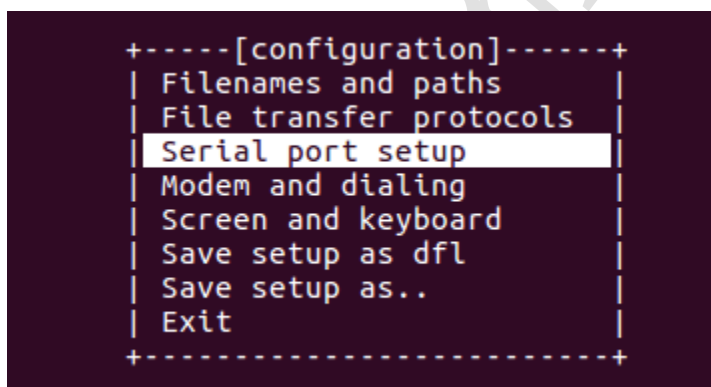 +-----[configuration]------+
| Filenames and paths |
| File transfer protocols |
| Serial port setup |
| Modem and dialing |
| Screen and keyboard |
| Save setup as dfl |
| Save setup as.. |
| Exit |
+--------------------------+